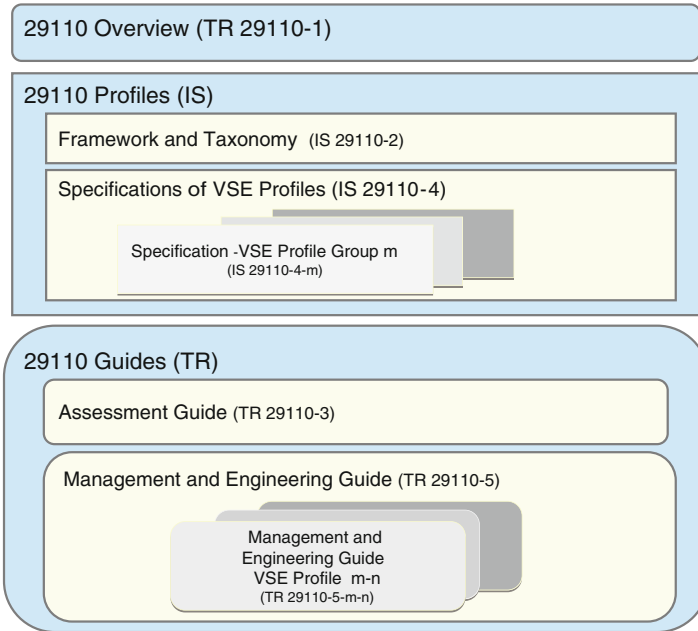 29110 Overview (TR 29110-1)
29110 Profiles (IS)
Framework and Taxonomy (IS 29110-2)
Specifications of VSE Profiles (IS 29110-4)
Specification -VSE Profile Group m
(IS 29110-4-m)
29110 Guides (TR)
Assessment Guide (TR 29110-3)
Management and Engineering Guide (TR 29110-5)
Management and
Engineering Guide
VSE Profile m-n
(TR 29110-5-m-n)